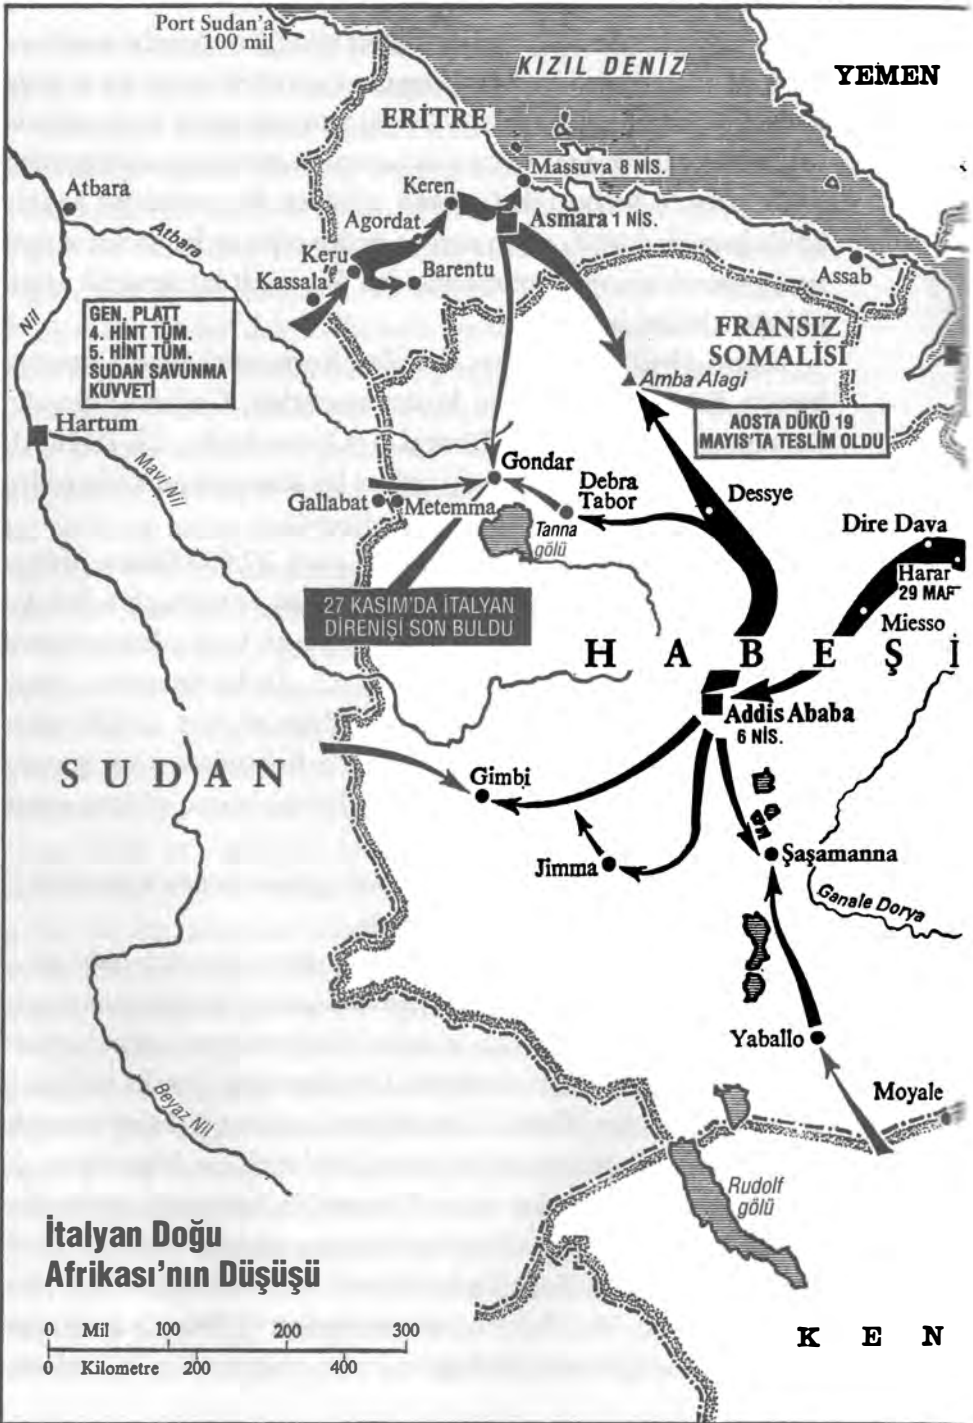 Port Sudan'a
100 mil
KIZIL DENİZ
YEMEN
ERİTRE
Massuva 8 NİS.
Atbara
Keren
Agordat
Asmara 1 NİS.
Atbara
Keru
Barentu
Kassala
Assab
Nil
GEN. PLATT
4. HİNT TÜM.
5. HİNT TÜM.
SUDAN SAVUNMA
KUVVETİ
FRANSIZ
SOMALİSİ
Amba Alagi
AOSTA DÜKÜ 19
MAYIS'TA TESLİM OLDU
Hartum
Mavi Nil
Gondar
Debra
Tabor
Dessye
Gallabat
Metemma
Tanna
gölü
Dire Dava
Harar
29 MAR
Miesso
27 KASIM'DA İTALYAN
DİRENİŞİ SON BULDU
HABEŞİ
Addis Ababa
6 NİS.
SUDAN
Gimbi
Jimma
Şaşamanna
Ganale Dorya
Yaballo
Moyale
Beyaz Nil
Rudolf
gölü
İtalyan Doğu
Afrikası'nın Düşüşü
0 Mil 100 200 300
0 Kilometre 200 400
KEN